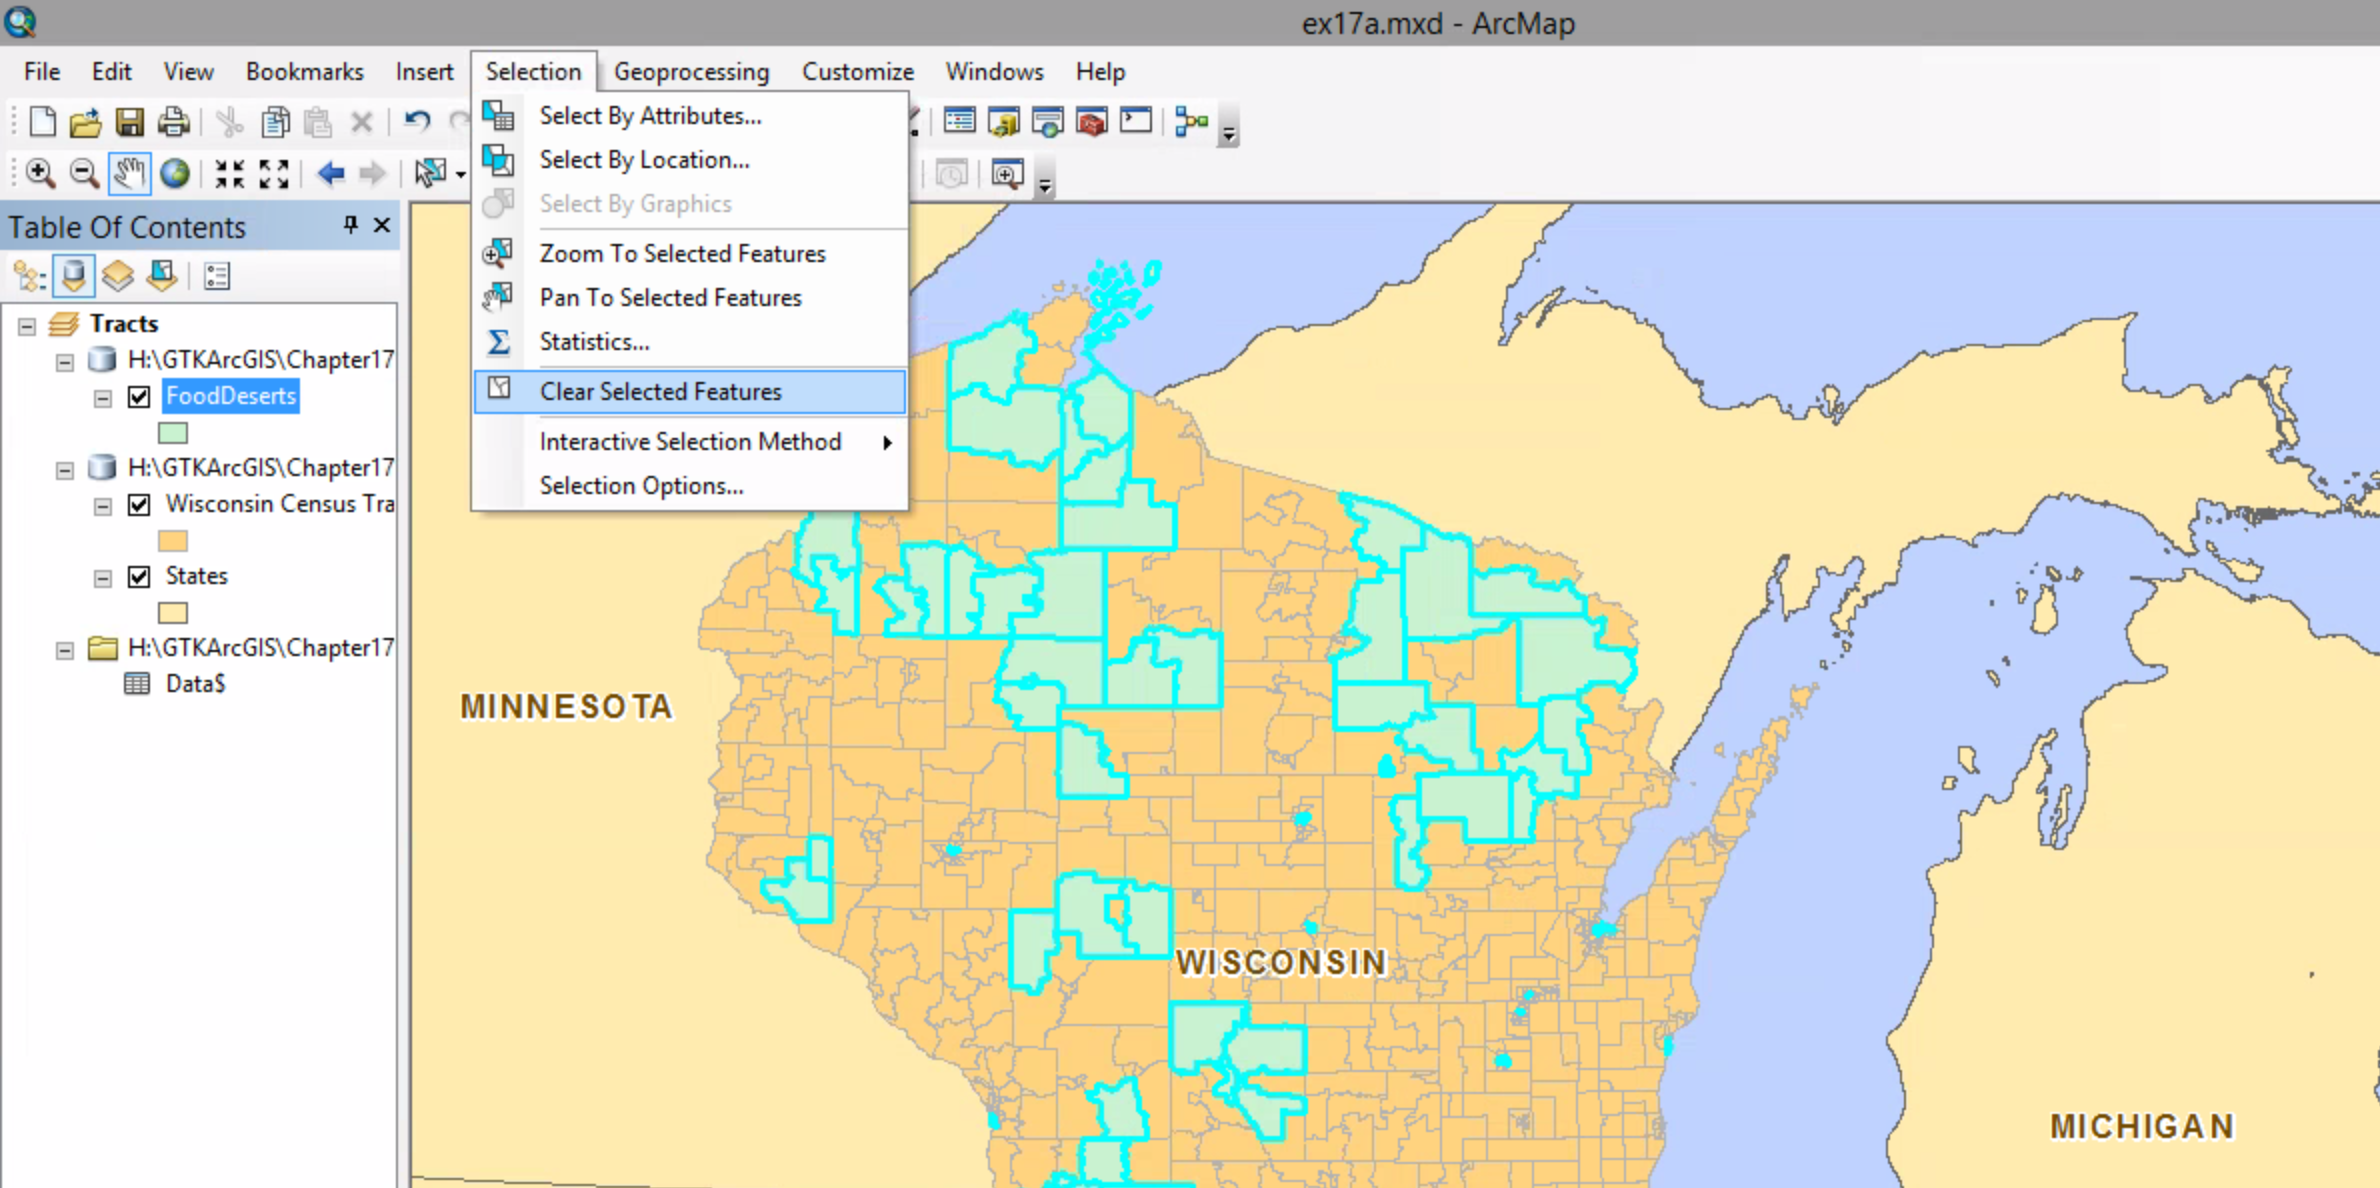 ex17a.mxd - ArcMap
File Edit View Bookmarks Insert Selection Geoprocessing Customize Windows Help
Select By Attributes...
Select By Location...
Select By Graphics
Zoom To Selected Features
Pan To Selected Features
Statistics...
Clear Selected Features
Interactive Selection Method
Selection Options...
Table Of Contents
Tracts
H:\GTKArcGIS\Chapter17
FoodDeserts
H:\GTKArcGIS\Chapter17
Wisconsin Census Tra
States
H:\GTKArcGIS\Chapter17
Data$
MINNESOTA
WISCONSIN
MICHIGAN